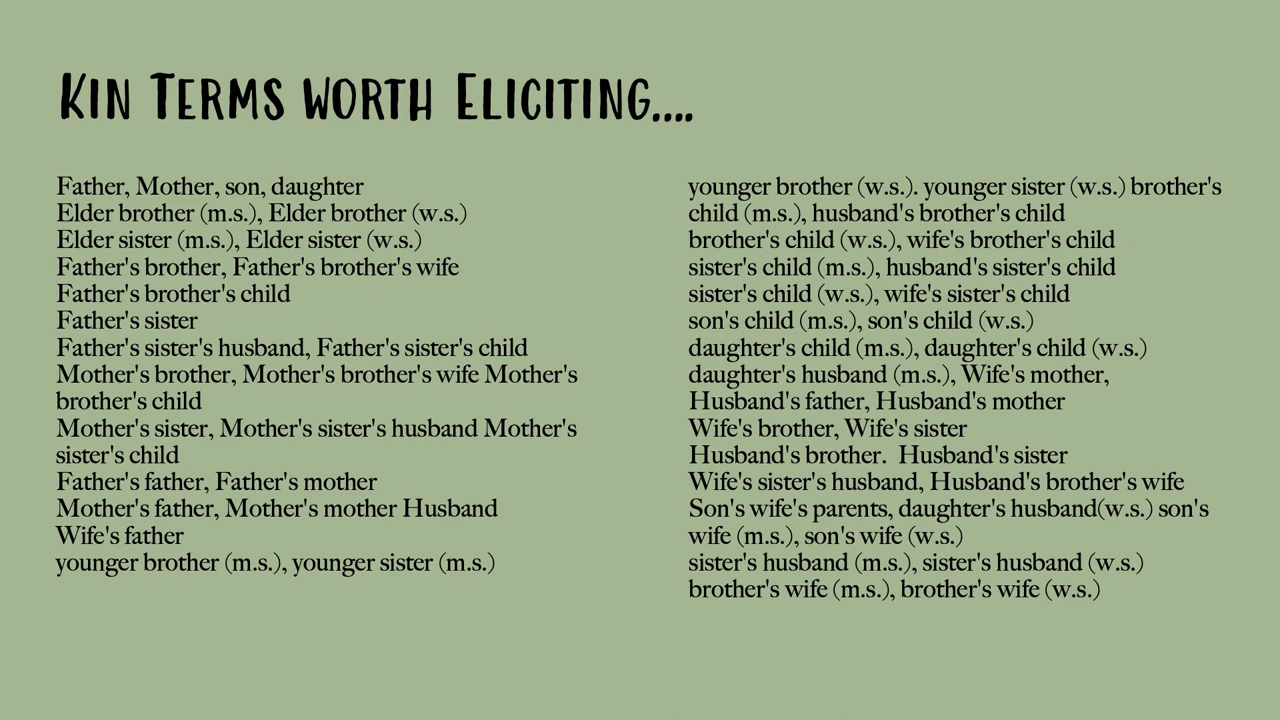 Kin Terms worth Eliciting....
Father, Mother, son, daughter
Elder brother (m.s.), Elder brother (w.s.)
Elder sister (m.s.), Elder sister (w.s.)
Father's brother, Father's brother's wife
Father's brother's child
Father's sister
Father's sister's husband, Father's sister's child
Mother's brother, Mother's brother's wife Mother's
brother's child
Mother's sister, Mother's sister's husband Mother's
sister's child
Father's father, Father's mother
Mother's father, Mother's mother Husband
Wife's father
younger brother (m.s.), younger sister (m.s.)
younger brother (w.s.). younger sister (w.s.) brother's
child (m.s.), husband's brother's child
brother's child (w.s.), wife's brother's child
sister's child (m.s.), husband's sister's child
sister's child (w.s.), wife's sister's child
son's child (m.s.), son's child (w.s.)
daughter's child (m.s.), daughter's child (w.s.)
daughter's husband (m.s.), Wife's mother,
Husband's father, Husband's mother
Wife's brother, Wife's sister
Husband's brother.  Husband's sister
Wife's sister's husband, Husband's brother's wife
Son's wife's parents, daughter's husband(w.s.) son's
wife (m.s.), son's wife (w.s.)
sister's husband (m.s.), sister's husband (w.s.)
brother's wife (m.s.), brother's wife (w.s.)